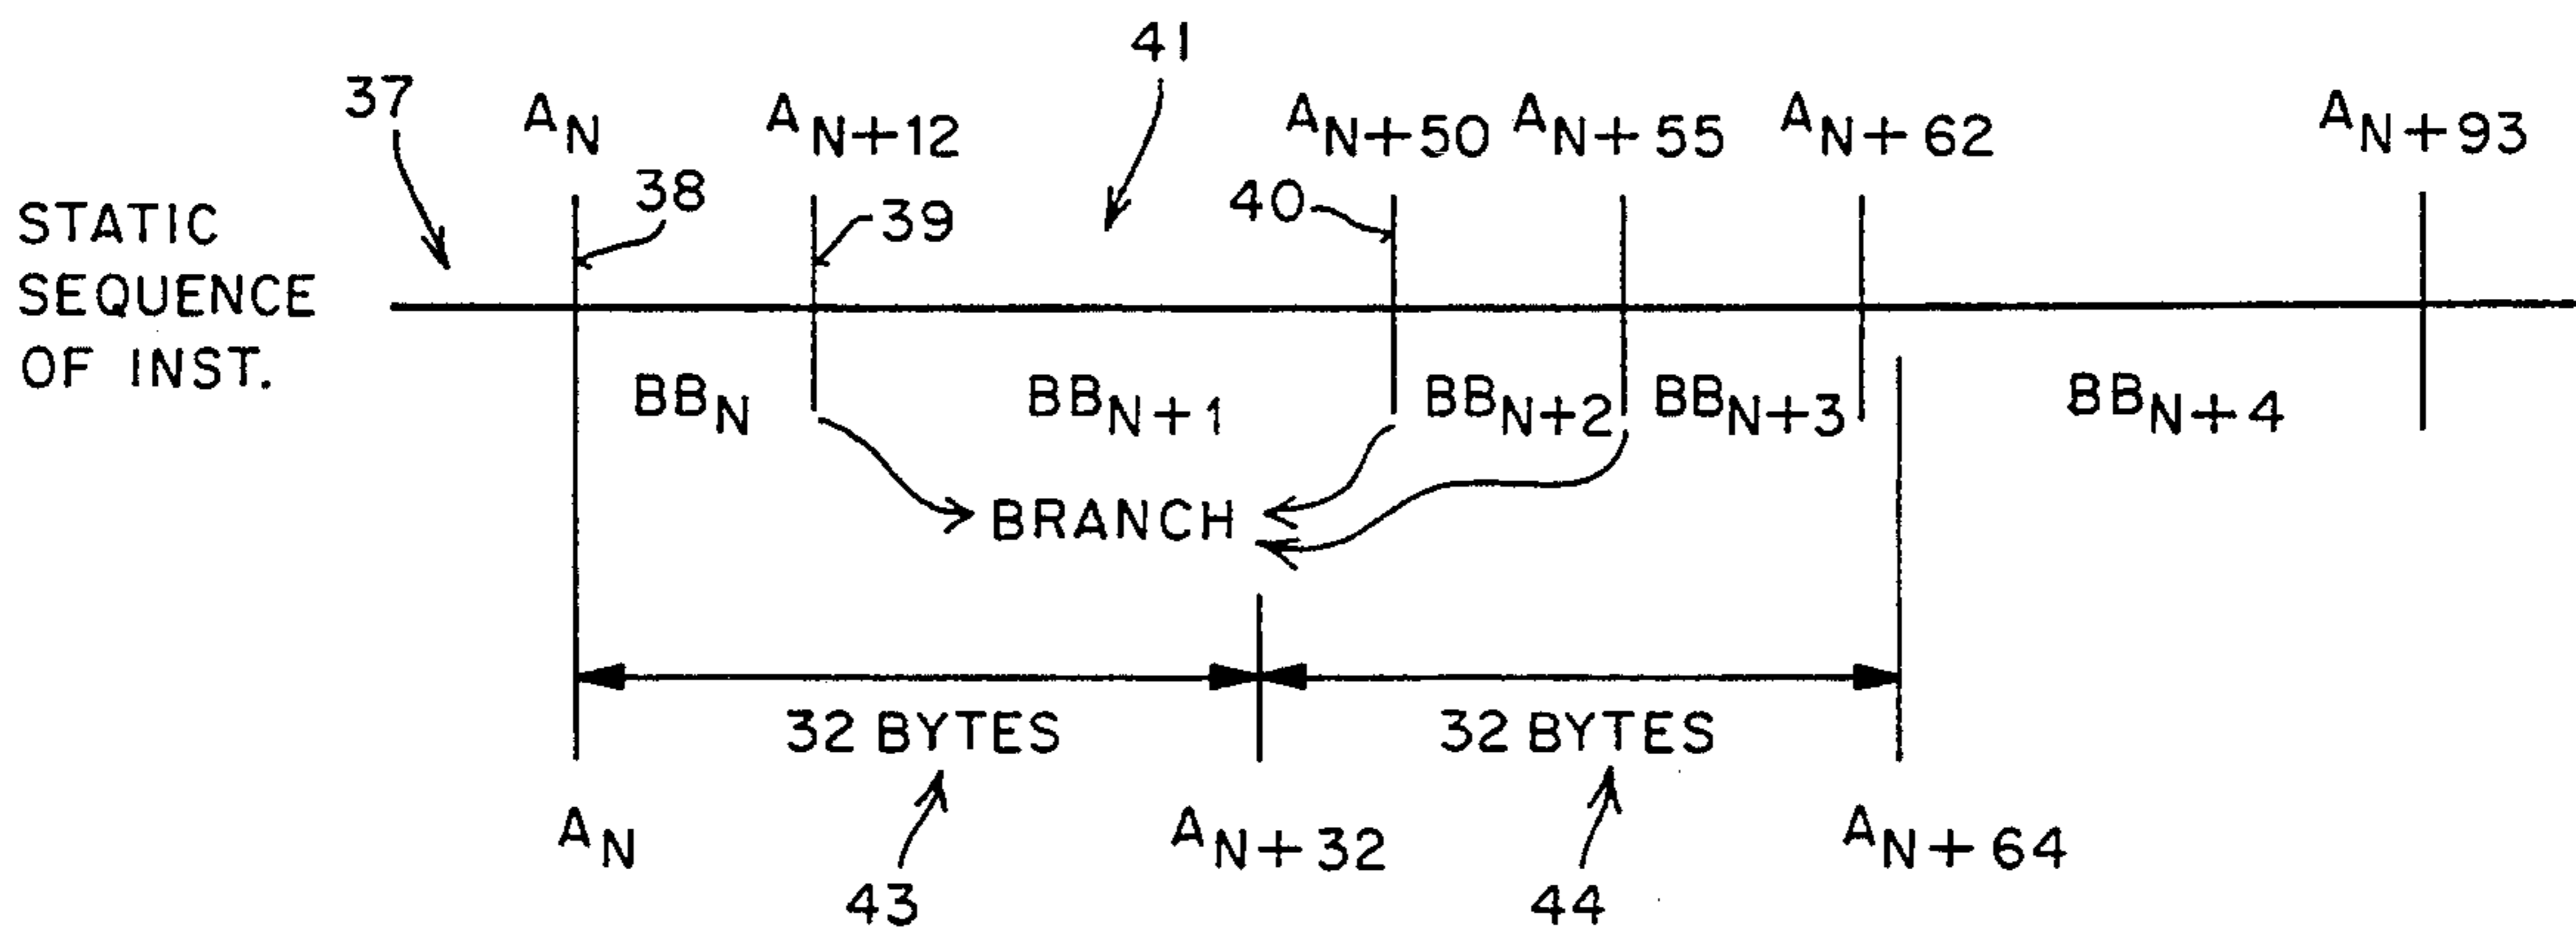 41
37
A_N A_N+12 A_N+50 A_N+55 A_N+62 A_N+93
38 39 40
STATIC
SEQUENCE
OF INST.
BB_N BB_N+1 BB_N+2 BB_N+3 BB_N+4
BRANCH
32 BYTES 32 BYTES
A_N A_N+32 A_N+64
43 44